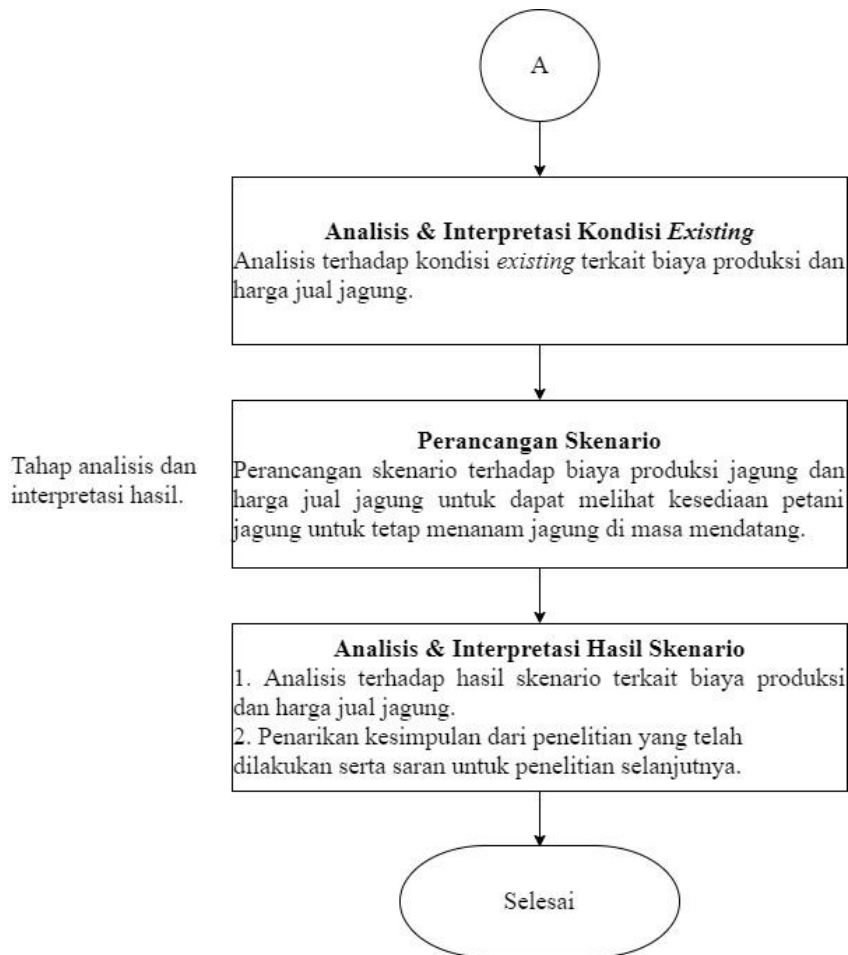 A
Analisis & Interpretasi Kondisi Existing
Analisis terhadap kondisi existing terkait biaya produksi dan
harga jual jagung.
Tahap analisis dan
interpretasi hasil.
Perancangan Skenario
Perancangan skenario terhadap biaya produksi jagung dan
harga jual jagung untuk dapat melihat kesediaan petani
jagung untuk tetap menanam jagung di masa mendatang.
Analisis & Interpretasi Hasil Skenario
1. Analisis terhadap hasil skenario terkait biaya produksi
dan harga jual jagung.
2. Penarikan kesimpulan dari penelitian yang telah
dilakukan serta saran untuk penelitian selanjutnya.
Selesai